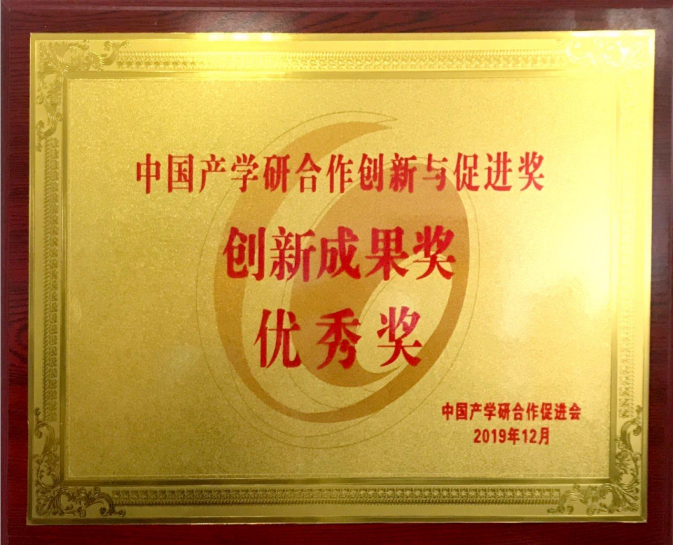 中国产学研合作创新与促进奖
创新成果奖
优秀奖
中国产学研合作促进会
2019年12月